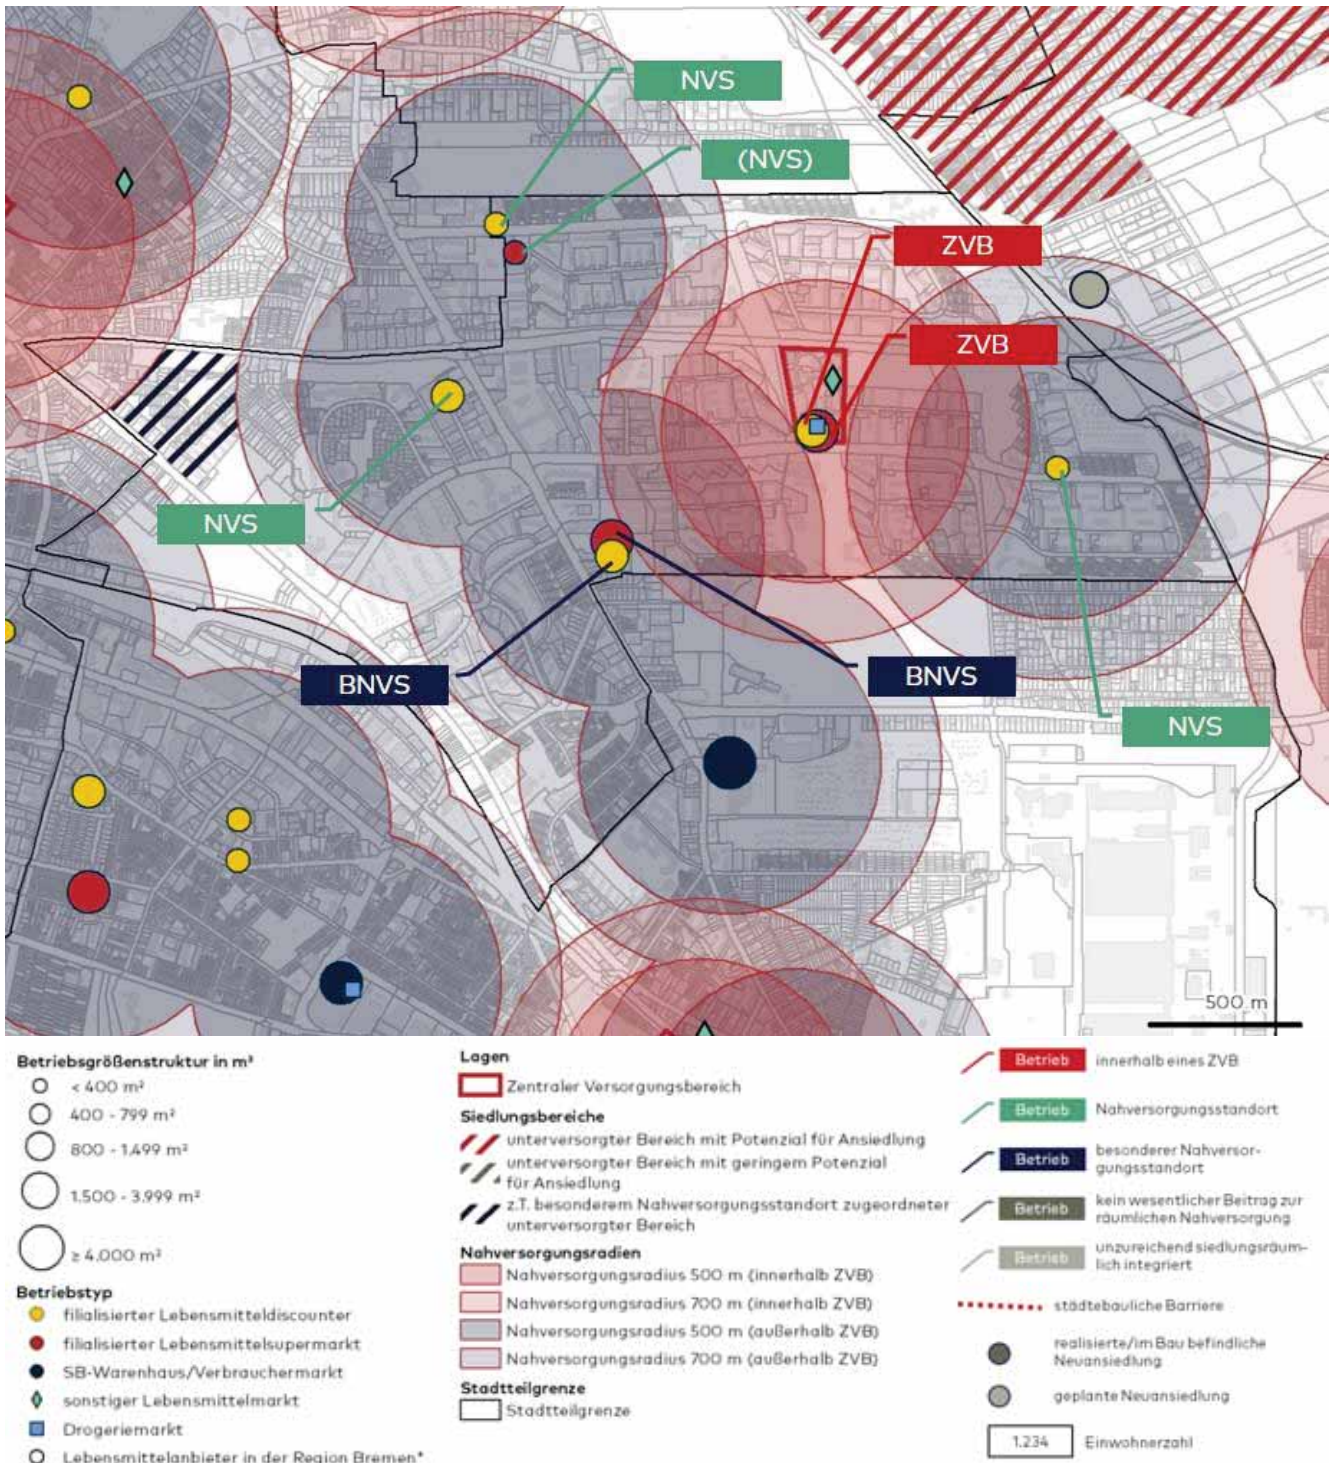 NVS
(NVS)
ZVB
ZVB
NVS
BNVS
BNVS
NVS
500 m
Betriebsgrößenstruktur in m²
< 400 m²
400 - 799 m²
800 - 1.499 m²
1.500 - 3.999 m²
≥ 4.000 m²
Betriebstyp
filialisierter Lebensmitteldiscounter
filialisierter Lebensmittelsupermarkt
SB-Warenhaus/Verbrauchermarkt
sonstiger Lebensmittelmarkt
Drogeriemarkt
Lebensmittelanbieter in der Region Bremen*
Lagen
Zentraler Versorgungsbereich
Siedlungsbereiche
unterversorgter Bereich mit Potenzial für Ansiedlung
unterversorgter Bereich mit geringem Potenzial
für Ansiedlung
z.T. besonderem Nahversorgungsstandort zugeordneter
unterversorgter Bereich
Nahversorgungsradien
Nahversorgungsradius 500 m (innerhalb ZVB)
Nahversorgungsradius 700 m (innerhalb ZVB)
Nahversorgungsradius 500 m (außerhalb ZVB)
Nahversorgungsradius 700 m (außerhalb ZVB)
Stadtteilgrenze
Stadtteilgrenze
Betrieb innerhalb eines ZVB
Betrieb Nahversorgungsstandort
Betrieb besonderer Nahversor-
gungsstandort
Betrieb kein wesentlicher Beitrag zur
räumlichen Nahversorgung
Betrieb unzureichend siedlungsräum-
lich integriert
städtebauliche Barriere
realisierte/im Bau befindliche
Neuansiedlung
geplante Neuansiedlung
1.234 Einwohnerzahl